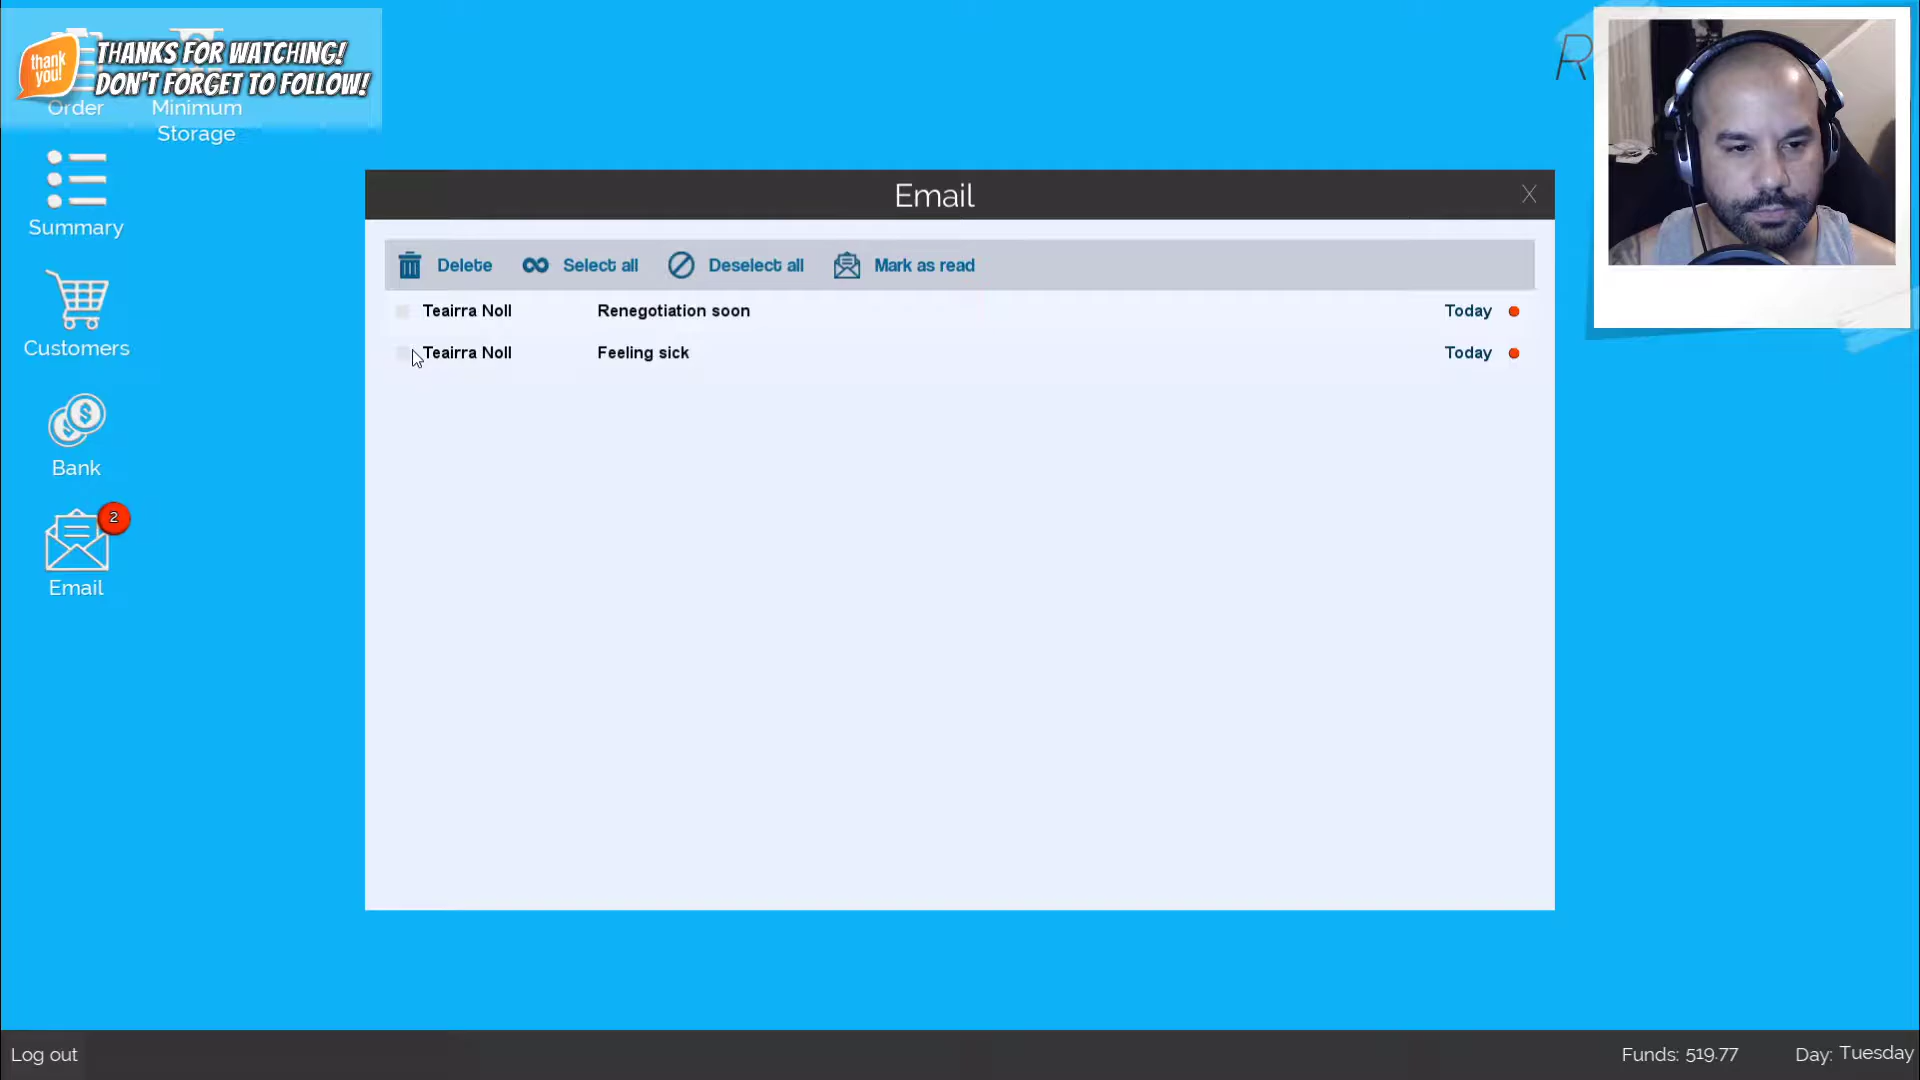 thank you!
THANKS FOR WATCHING!
DON'T FORGET TO FOLLOW!
Order
Minimum Storage
Summary
Customers
Bank
2
Email
R
Email X
Delete Select all Deselect all Mark as read
Teairra Noll Renegotiation soon Today
Teairra Noll Feeling sick Today
Log out
Funds: 519.77 Day: Tuesday